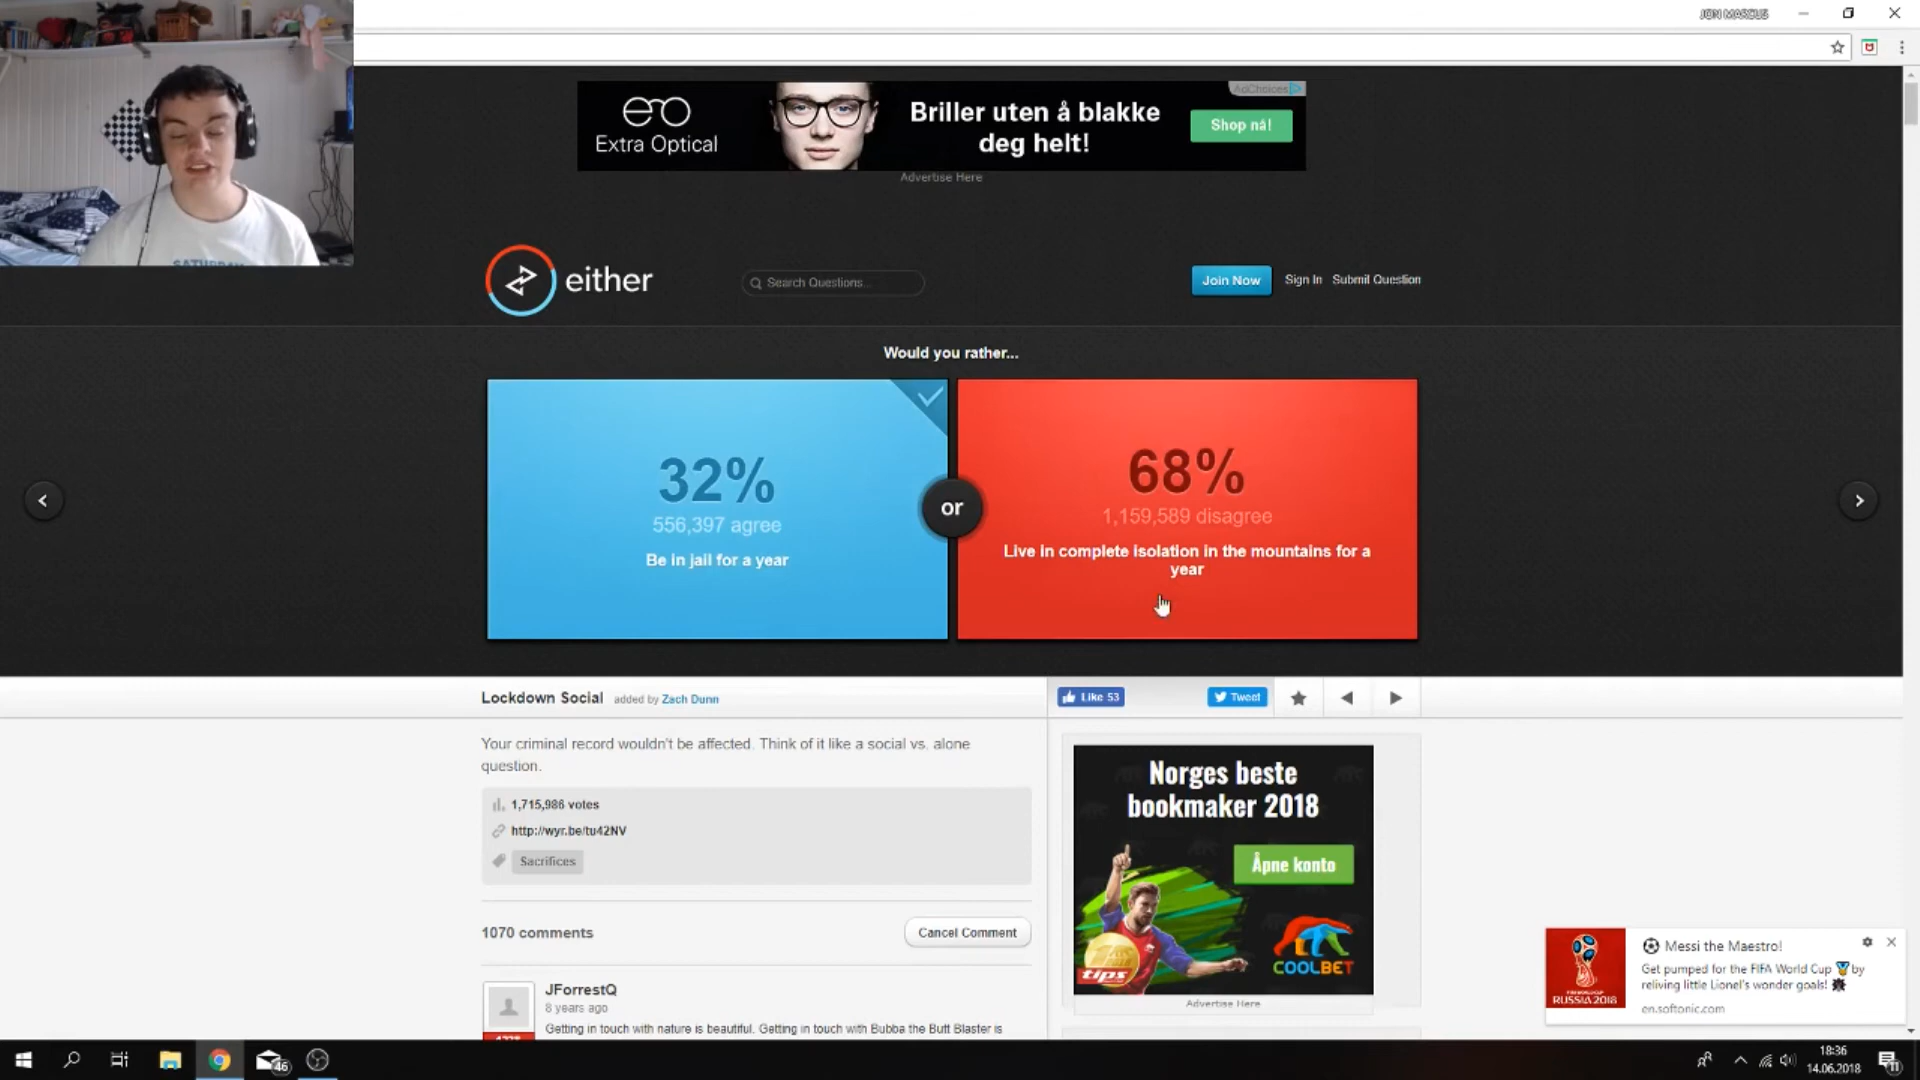 JON MARCUS
ero
Extra Optical
Briller uten å blakke
deg helt!
Shop nå!
AdChoices
Advertise Here
either
Search Questions...
Join Now
Sign In
Submit Question
Would you rather...
32%
556,397 agree
Be in jail for a year
or
68%
1,159,589 disagree
Live in complete isolation in the mountains for a
year
Lockdown Social
added by Zach Dunn
Like 53
Tweet
Your criminal record wouldn't be affected. Think of it like a social vs. alone
question.
1,715,986 votes
http://wyr.be/tu42NV
Sacrifices
1070 comments
Cancel Comment
JForrestQ
8 years ago
Getting in touch with nature is beautiful. Getting in touch with Bubba the Butt Blaster is
Norges beste
bookmaker 2018
Åpne konto
tips
COOLBET
Advertise Here
Messi the Maestro!
Get pumped for the FIFA World Cup by
reliving little Lionel's wonder goals!
en.softonic.com
RUSSIA 2018
46
18:36
14.06.2018